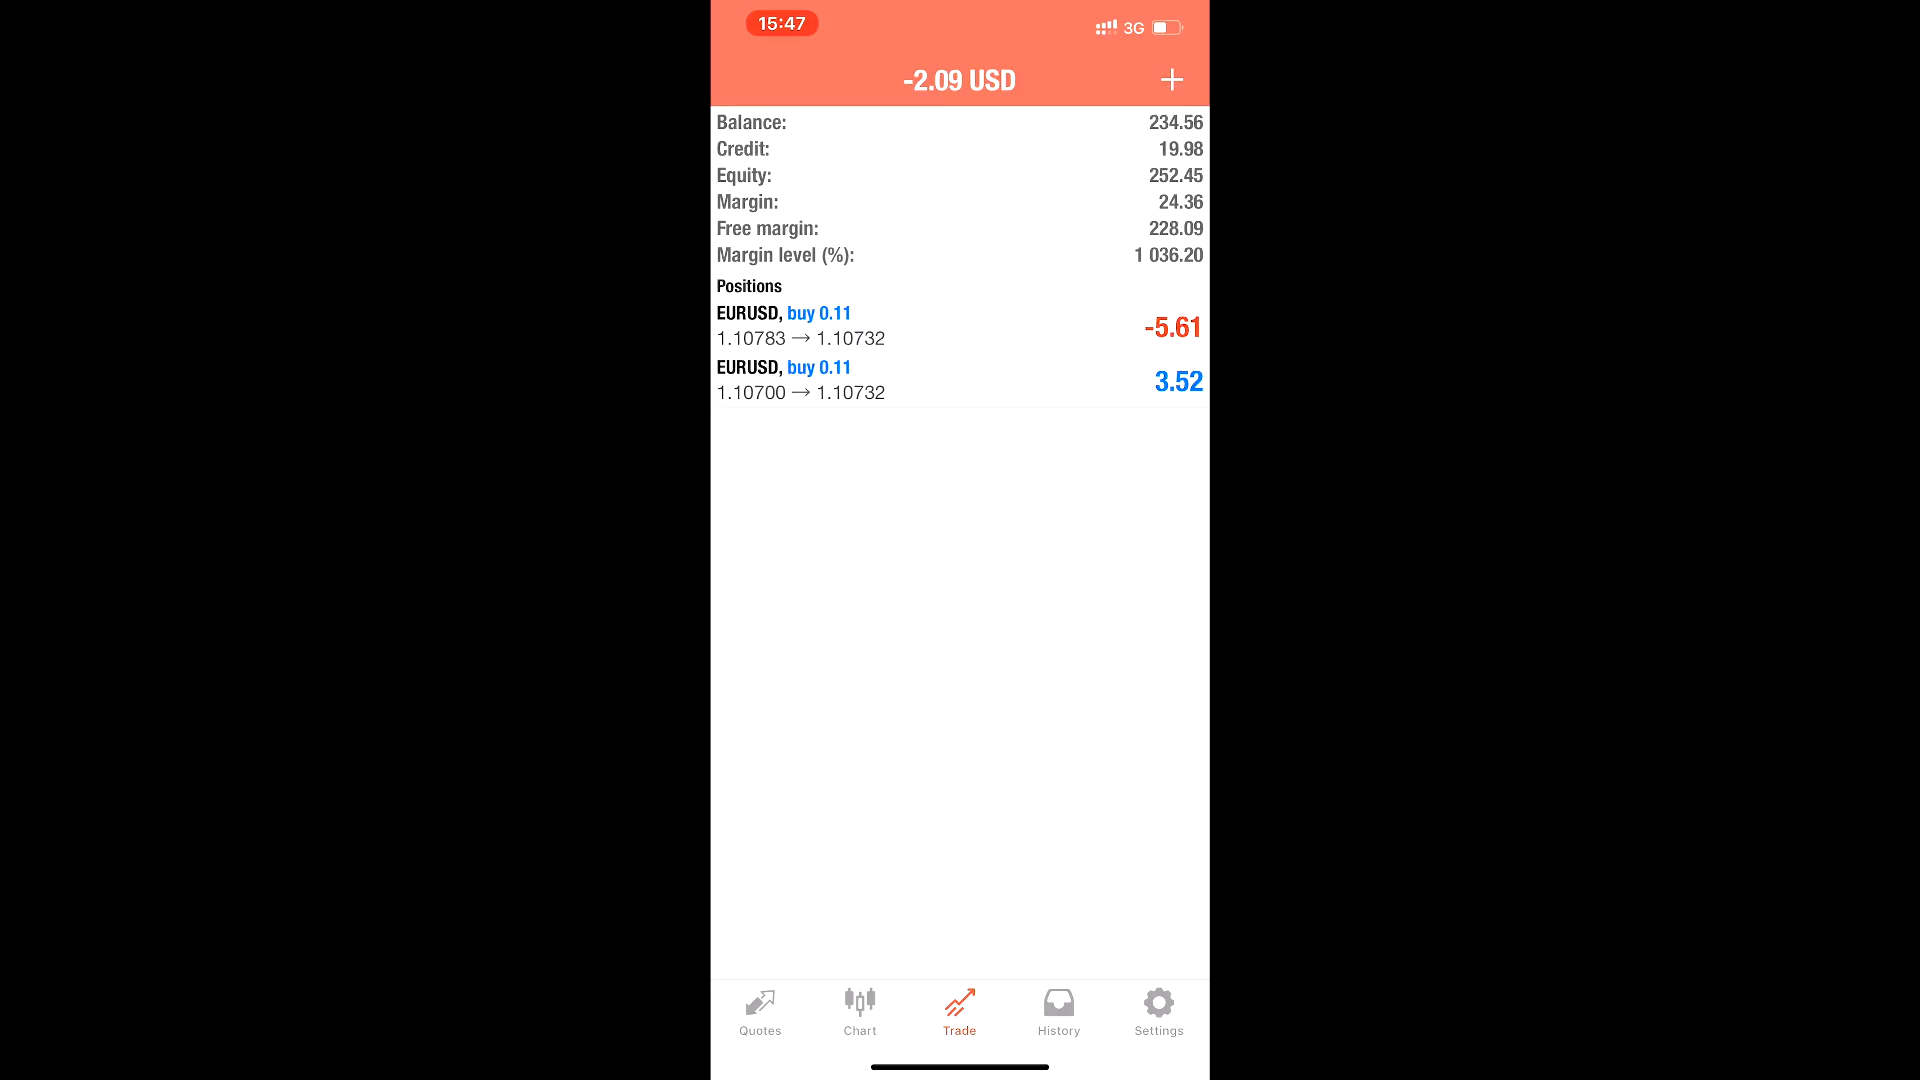 15:47 3G
-2.09 USD +
Balance: 234.56
Credit: 19.98
Equity: 252.45
Margin: 24.36
Free margin: 228.09
Margin level (%): 1 036.20
Positions
EURUSD, buy 0.11
-5.61
1.10783 → 1.10732
EURUSD, buy 0.11
3.52
1.10700 → 1.10732
Quotes Chart Trade History Settings